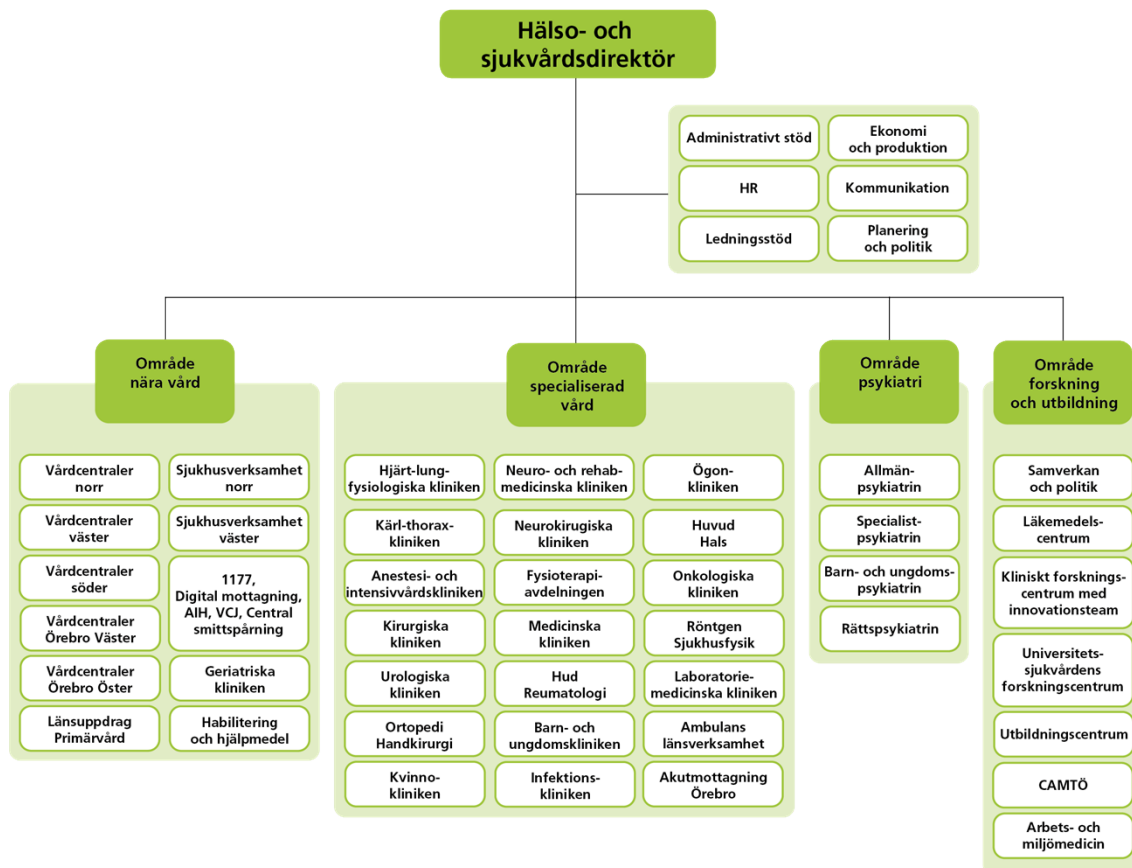 Hälso- och
sjukvårdsdirektör
Administrativt stöd
Ekonomi
och produktion
HR
Kommunikation
Ledningsstöd
Planering
och politik
Område
nära vård
Vårdcentraler
norr
Sjukhusverksamhet
norr
Vårdcentraler
väster
Sjukhusverksamhet
väster
Vårdcentraler
söder
1177,
Digital mottagning,
AIH, VCJ, Central
smittspårning
Vårdcentraler
Örebro Väster
Vårdcentraler
Örebro Öster
Geriatriska
kliniken
Länsuppdrag
Primärvård
Habilitering
och hjälpmedel
Område
specialiserad
vård
Hjärt-lung-
fysiologiska kliniken
Neuro- och rehab-
medicinska kliniken
Ögon-
kliniken
Kärl-thorax-
kliniken
Neurokirugiska
kliniken
Huvud
Hals
Anestesi- och
intensivvårdskliniken
Fysioterapi-
avdelningen
Onkologiska
kliniken
Kirurgiska
kliniken
Medicinska
kliniken
Röntgen
Sjukhusfysik
Urologiska
kliniken
Hud
Reumatologi
Laboratorie-
medicinska kliniken
Ortopedi
Handkirurgi
Barn- och
ungdomskliniken
Ambulans
länsverksamhet
Kvinno-
kliniken
Infektions-
kliniken
Akutmottagning
Örebro
Område
psykiatri
Allmän-
psykiatrin
Specialist-
psykiatrin
Barn- och ungdoms-
psykiatrin
Rättspsykiatrin
Område
forskning
och utbildning
Samverkan
och politik
Läkemedels-
centrum
Kliniskt forsknings-
centrum med
innovationsteam
Universitets-
sjukvårdens
forskningscentrum
Utbildningscentrum
CAMTÖ
Arbets- och
miljömedicin